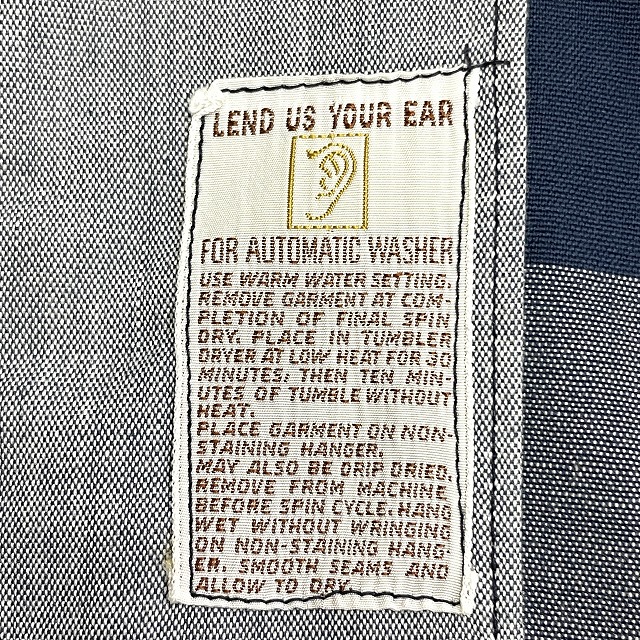 LEND US YOUR EAR
FOR AUTOMATIC WASHER
USE WARM WATER SETTING.
REMOVE GARMENT AT COM-
PLETION OF FINAL SPIN
DRY. PLACE IN TUMBLER
DRYER AT LOW HEAT FOR 30
MINUTES; THEN TEN MIN-
UTES OF TUMBLE WITHOUT
HEAT.
PLACE GARMENT ON NON-
STAINING HANGER.
MAY ALSO BE DRIP DRIED.
REMOVE FROM MACHINE
BEFORE SPIN CYCLE. HANG
WET WITHOUT WRINGING
ON NON-STAINING HANG-
ER. SMOOTH SEAMS AND
ALLOW TO DRY.